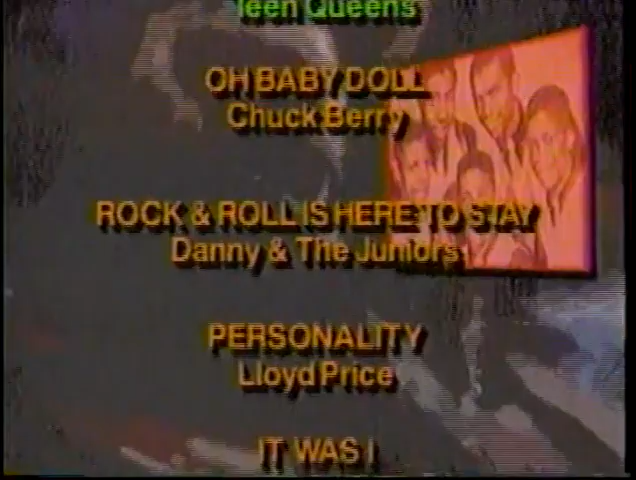 Teen Queens
OH BABY DOLL
Chuck Berry
ROCK & ROLL IS HERE TO STAY
Danny & The Juniors
PERSONALITY
Lloyd Price
IT WAS I